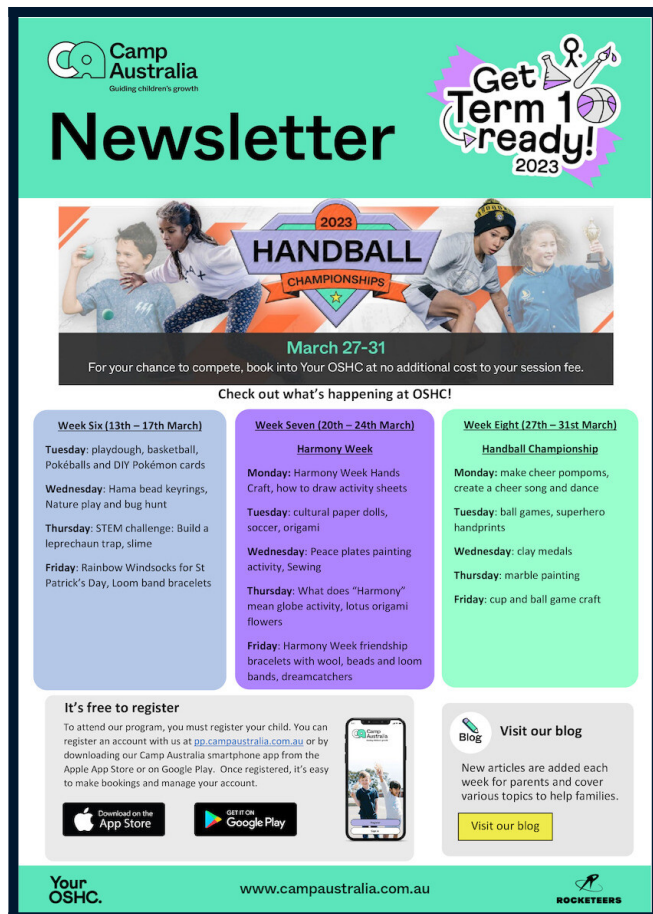 Camp
Australia
Guiding children's growth
Newsletter
Get
Term 1
ready!
2023
2023
HANDBALL
CHAMPIONSHIPS
March 27-31
For your chance to compete, book into Your OSHC at no additional cost to your session fee.
Check out what's happening at OSHC!
Week Six (13th – 17th March)
Tuesday: playdough, basketball,
Pokéballs and DIY Pokémon cards
Wednesday: Hama bead keyrings,
Nature play and bug hunt
Thursday: STEM challenge: Build a
leprechaun trap, slime
Friday: Rainbow Windsocks for St
Patrick's Day, Loom band bracelets
Week Seven (20th – 24th March)
Harmony Week
Monday: Harmony Week Hands
Craft, how to draw activity sheets
Tuesday: cultural paper dolls,
soccer, origami
Wednesday: Peace plates painting
activity, Sewing
Thursday: What does "Harmony"
mean globe activity, lotus origami
flowers
Friday: Harmony Week friendship
bracelets with wool, beads and loom
bands, dreamcatchers
Week Eight (27th – 31st March)
Handball Championship
Monday: make cheer pompoms,
create a cheer song and dance
Tuesday: ball games, superhero
handprints
Wednesday: clay medals
Thursday: marble painting
Friday: cup and ball game craft
It's free to register
To attend our program, you must register your child. You can
register an account with us at pp.campaustralia.com.au or by
downloading our Camp Australia smartphone app from the
Apple App Store or on Google Play. Once registered, it's easy
to make bookings and manage your account.
Download on the
App Store
GET IT ON
Google Play
Camp
Australia
Blog
Visit our blog
New articles are added each
week for parents and cover
various topics to help families.
Visit our blog
Your
OSHC.
www.campaustralia.com.au
ROCKETEERS